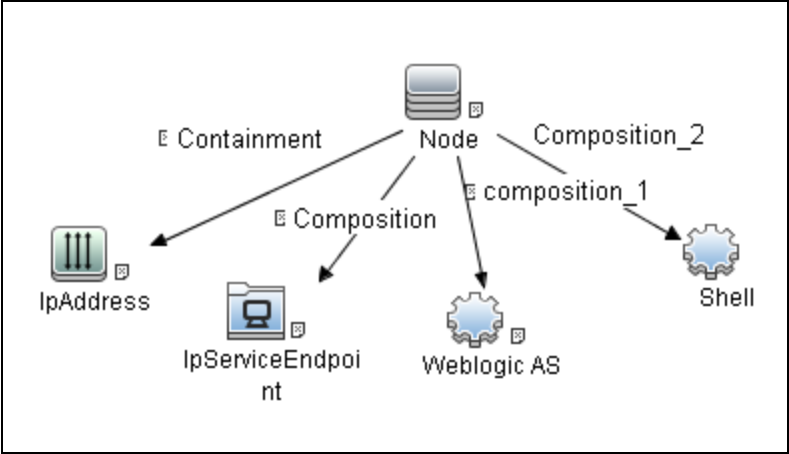 Composition_2
Containment
Node
composition_1
Composition
IpAddress
Shell
IpServiceEndpoi
nt
Weblogic AS